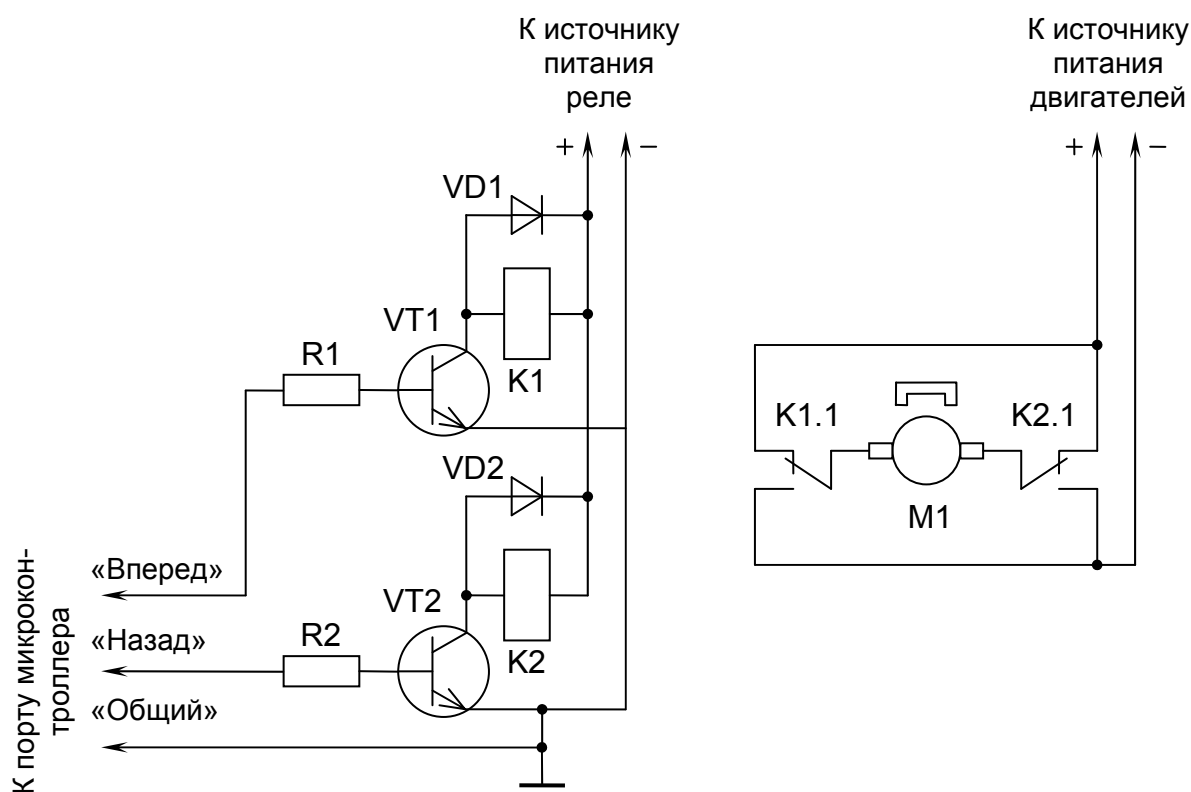 К источнику
питания
реле
+ –
К источнику
питания
двигателей
+ –
VD1
VT1
R1
K1
K1.1
K2.1
M1
VD2
«Вперед»
VT2
R2
«Назад»
K2
«Общий»
К порту микрокон-
троллера